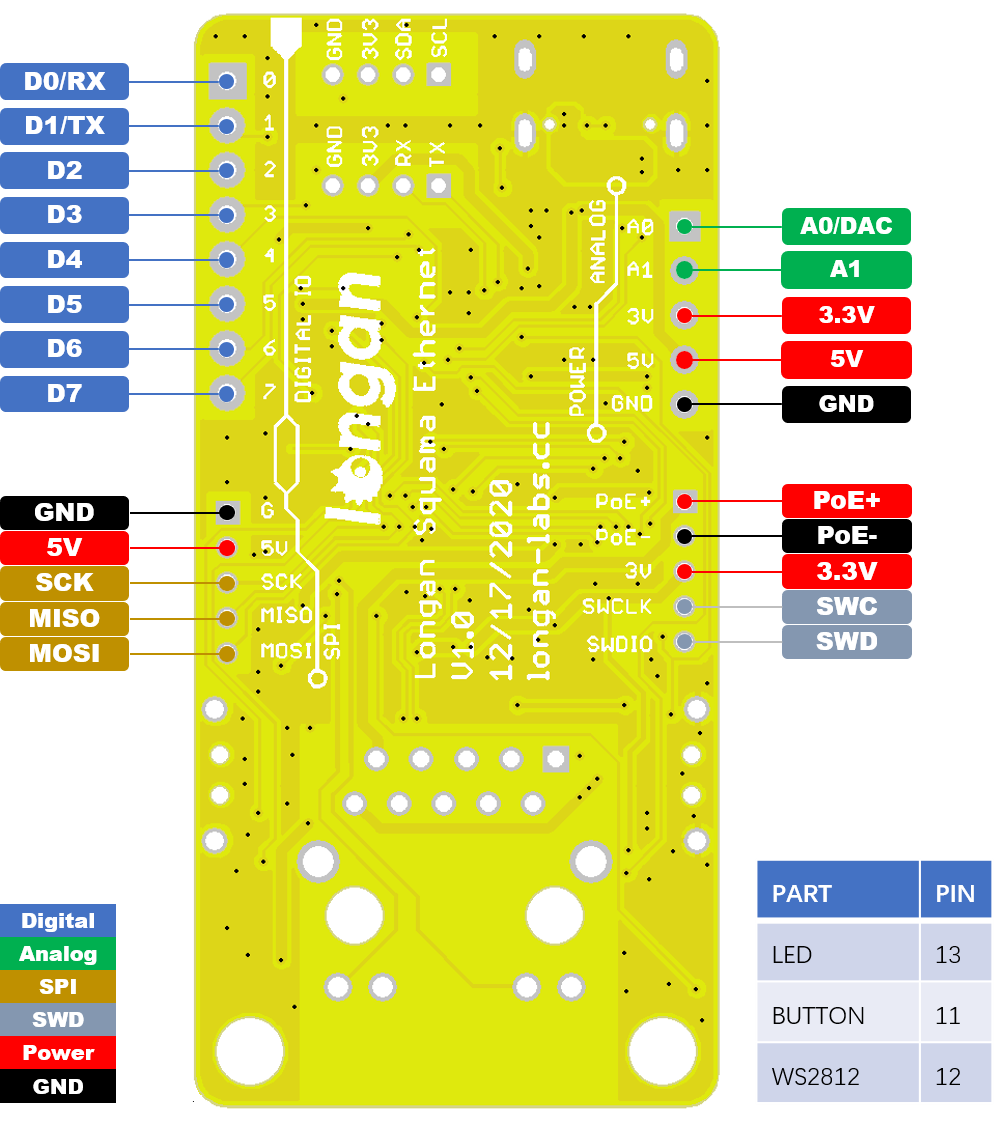 D0/RX
D1/TX
D2
D3
D4
D5
D6
D7
GND
5V
SCK
MISO
MOSI
0
1
2
3
4
5
6
7
DIGITAL IO
G
5V
SCK
MISO
MOSI
SPI
GND
3V3
SDA
SCL
GND
3V3
RX
TX
longan
Longan Squama Ethernet
V1.0
12/17/2020
longan-labs.cc
ANALOG
POWER
A0
A1
3V
5V
GND
PoE+
PoE-
3V
SWCLK
SWDIO
A0/DAC
A1
3.3V
5V
GND
PoE+
PoE-
3.3V
SWC
SWD
Digital
Analog
SPI
SWD
Power
GND
PART PIN
LED 13
BUTTON 11
WS2812 12